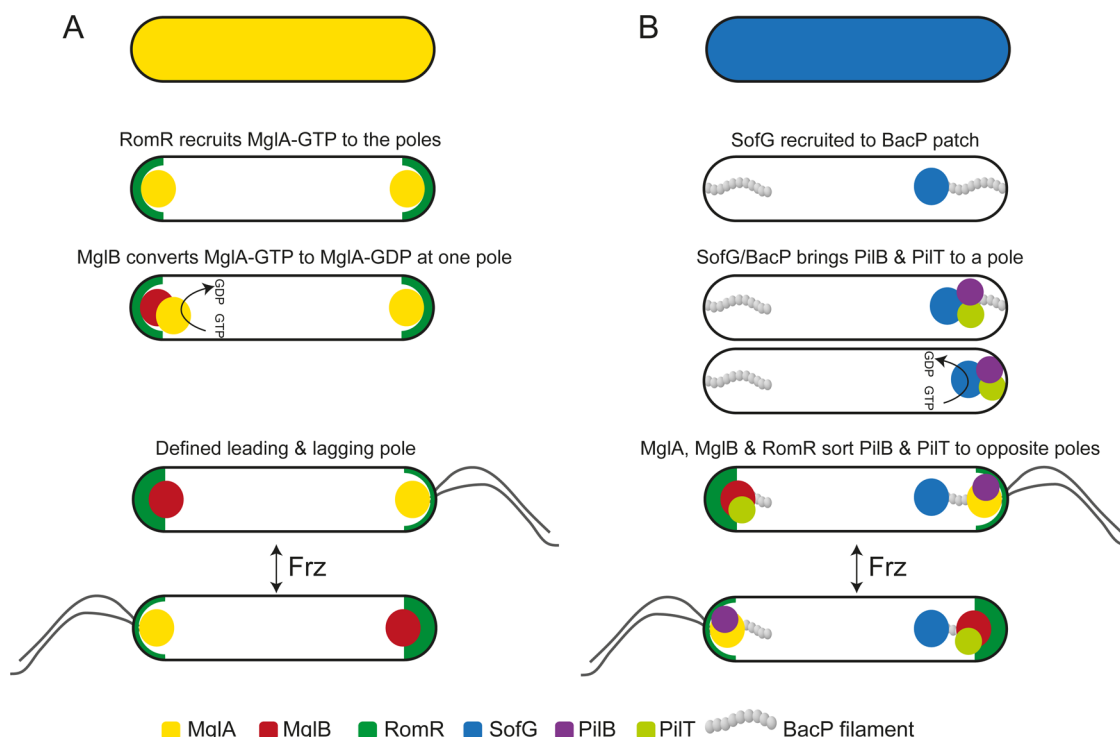 A
RomR recruits MglA-GTP to the poles
MglB converts MglA-GTP to MglA-GDP at one pole
GDP
GTP
Defined leading & lagging pole
Frz
B
SofG recruited to BacP patch
SofG/BacP brings PilB & PilT to a pole
GDP
GTP
MglA, MglB & RomR sort PilB & PilT to opposite poles
Frz
MglA MglB RomR SofG PilB PilT BacP filament